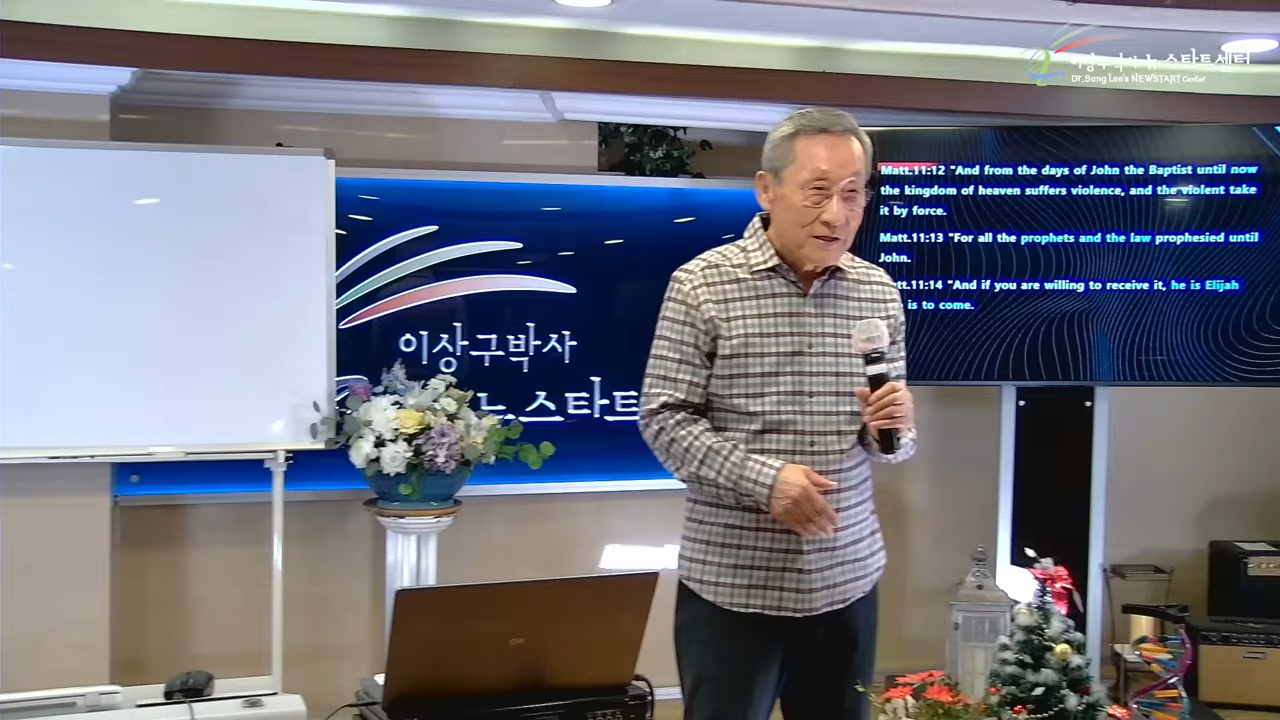 이상구박사 뉴스타트센터
Dr.Sang Lee's NEWSTART Center
Matt.11:12 "And from the days of John the Baptist until now
the kingdom of heaven suffers violence, and the violent take
it by force.
Matt.11:13 "For all the prophets and the law prophesied until
John.
tt.11:14 "And if you are willing to receive it, he is Elijah
is to come.
이상구박사
뉴스타트